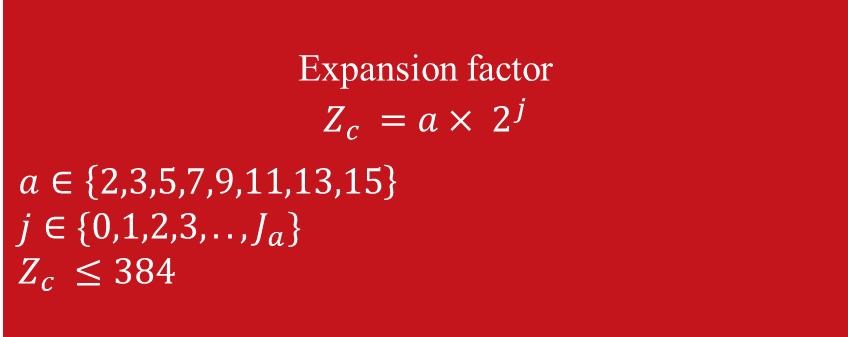 Expansion factor
Z_c = a × 2^j
a ∈ {2,3,5,7,9,11,13,15}
j ∈ {0,1,2,3,..,J_a}
Z_c ≤ 384